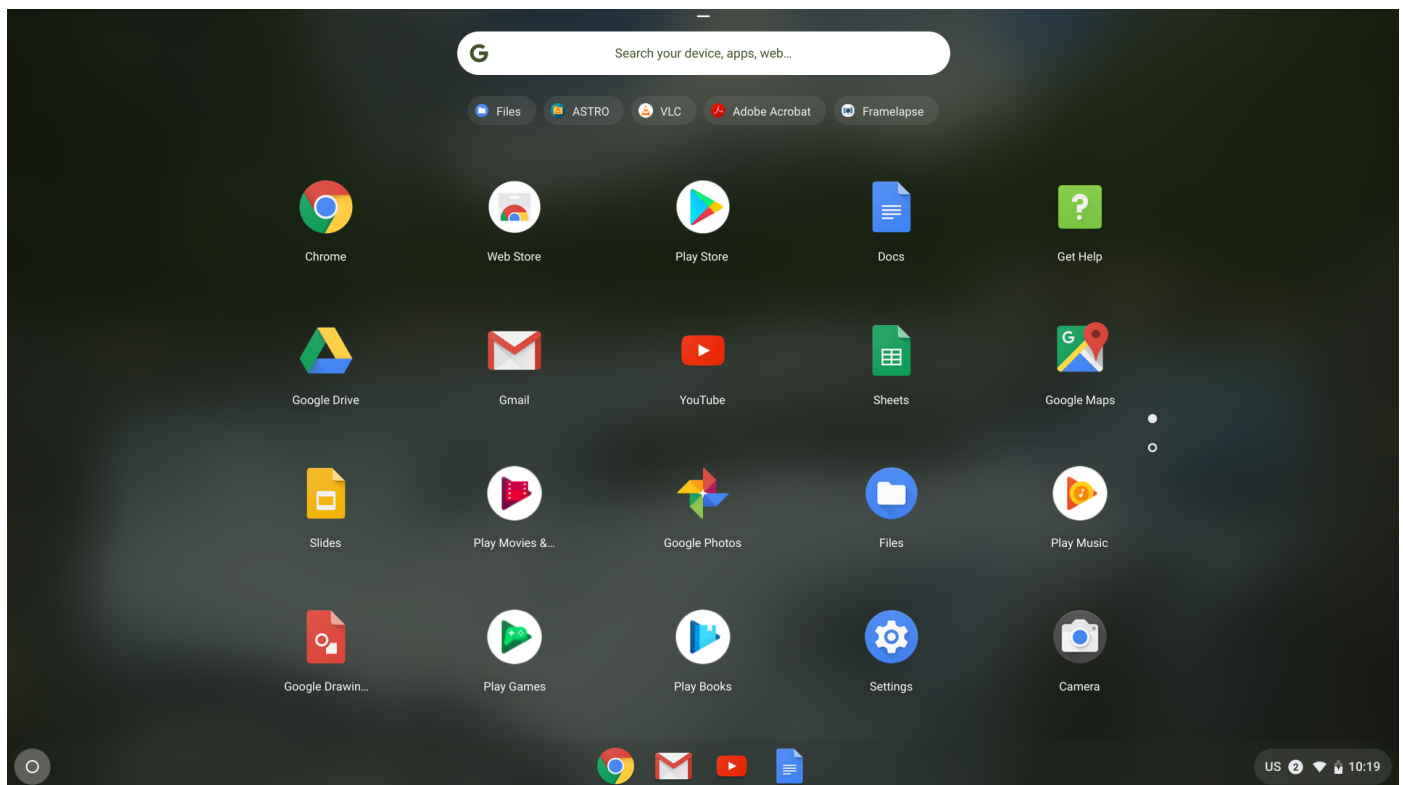 Search your device, apps, web...
Files ASTRO VLC Adobe Acrobat Framelapse
Chrome Web Store Play Store Docs Get Help
Google Drive Gmail YouTube Sheets Google Maps
Slides Play Movies &... Google Photos Files Play Music
Google Drawin... Play Games Play Books Settings Camera
US 2 10:19